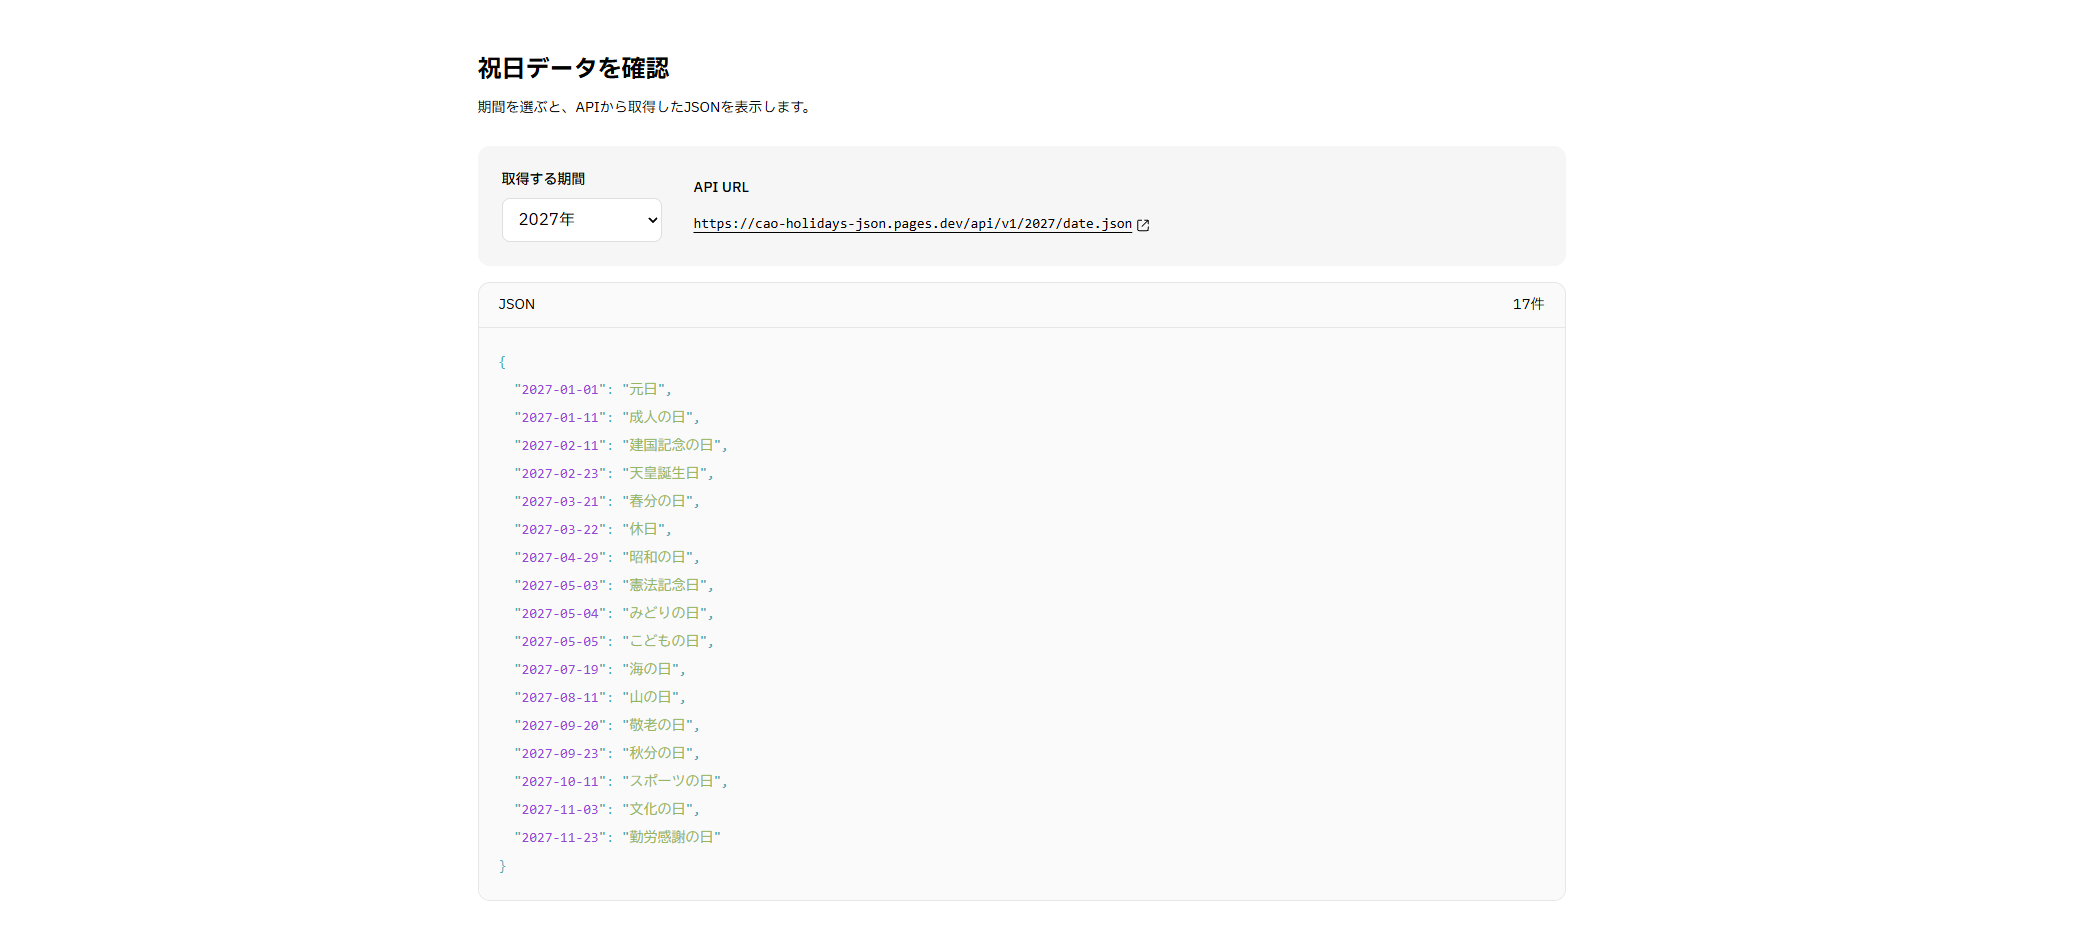 祝日データを確認
期間を選ぶと、APIから取得したJSONを表示します。
取得する期間
2027年
API URL
https://cao-holidays-json.pages.dev/api/v1/2027/date.json
JSON 17件
{
"2027-01-01": "元日",
"2027-01-11": "成人の日",
"2027-02-11": "建国記念の日",
"2027-02-23": "天皇誕生日",
"2027-03-21": "春分の日",
"2027-03-22": "休日",
"2027-04-29": "昭和の日",
"2027-05-03": "憲法記念日",
"2027-05-04": "みどりの日",
"2027-05-05": "こどもの日",
"2027-07-19": "海の日",
"2027-08-11": "山の日",
"2027-09-20": "敬老の日",
"2027-09-23": "秋分の日",
"2027-10-11": "スポーツの日",
"2027-11-03": "文化の日",
"2027-11-23": "勤労感謝の日"
}